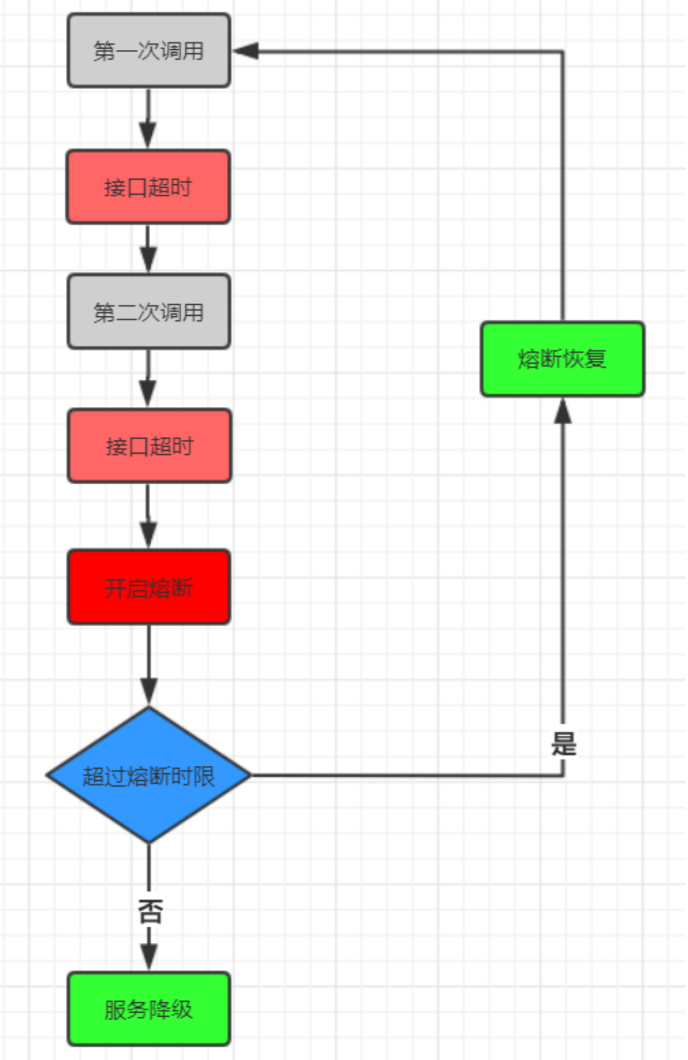 第一次调用
接口超时
第二次调用
熔断恢复
接口超时
开启熔断
是
超过熔断时限
否
服务降级